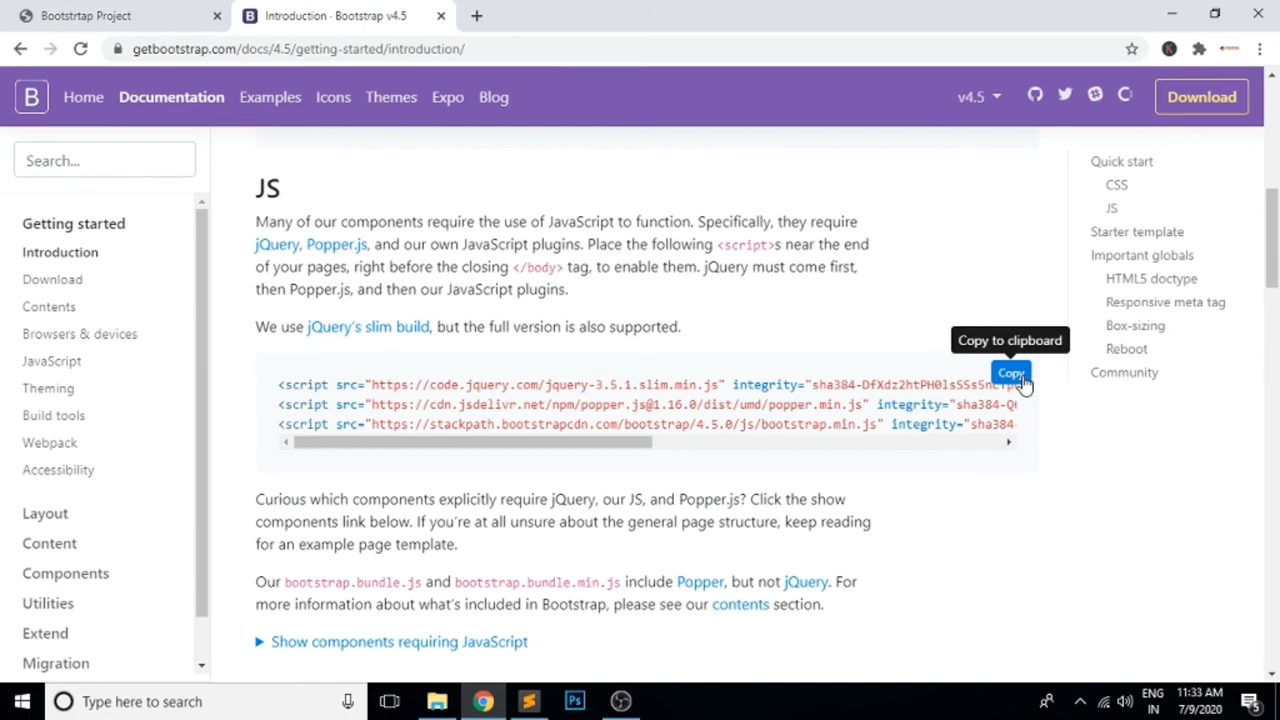 Bootstrtap Project
Introduction · Bootstrap v4.5
getbootstrap.com/docs/4.5/getting-started/introduction/
B Home Documentation Examples Icons Themes Expo Blog v4.5 Download
Search...
Getting started
Introduction
Download
Contents
Browsers & devices
JavaScript
Theming
Build tools
Webpack
Accessibility
Layout
Content
Components
Utilities
Extend
Migration
JS
Many of our components require the use of JavaScript to function. Specifically, they require
jQuery, Popper.js, and our own JavaScript plugins. Place the following <script>s near the end
of your pages, right before the closing </body> tag, to enable them. jQuery must come first,
then Popper.js, and then our JavaScript plugins.
We use jQuery's slim build, but the full version is also supported.
Copy to clipboard
Copy
<script src="https://code.jquery.com/jquery-3.5.1.slim.min.js" integrity="sha384-DfXdz2htPH0lsSSs5nCTp
<script src="https://cdn.jsdelivr.net/npm/popper.js@1.16.0/dist/umd/popper.min.js" integrity="sha384-Q6
<script src="https://stackpath.bootstrapcdn.com/bootstrap/4.5.0/js/bootstrap.min.js" integrity="sha384-
Curious which components explicitly require jQuery, our JS, and Popper.js? Click the show
components link below. If you're at all unsure about the general page structure, keep reading
for an example page template.
Our bootstrap.bundle.js and bootstrap.bundle.min.js include Popper, but not jQuery. For
more information about what's included in Bootstrap, please see our contents section.
Show components requiring JavaScript
Quick start
CSS
JS
Starter template
Important globals
HTML5 doctype
Responsive meta tag
Box-sizing
Reboot
Community
Type here to search
Ps
ENG
IN
11:33 AM
7/9/2020
5